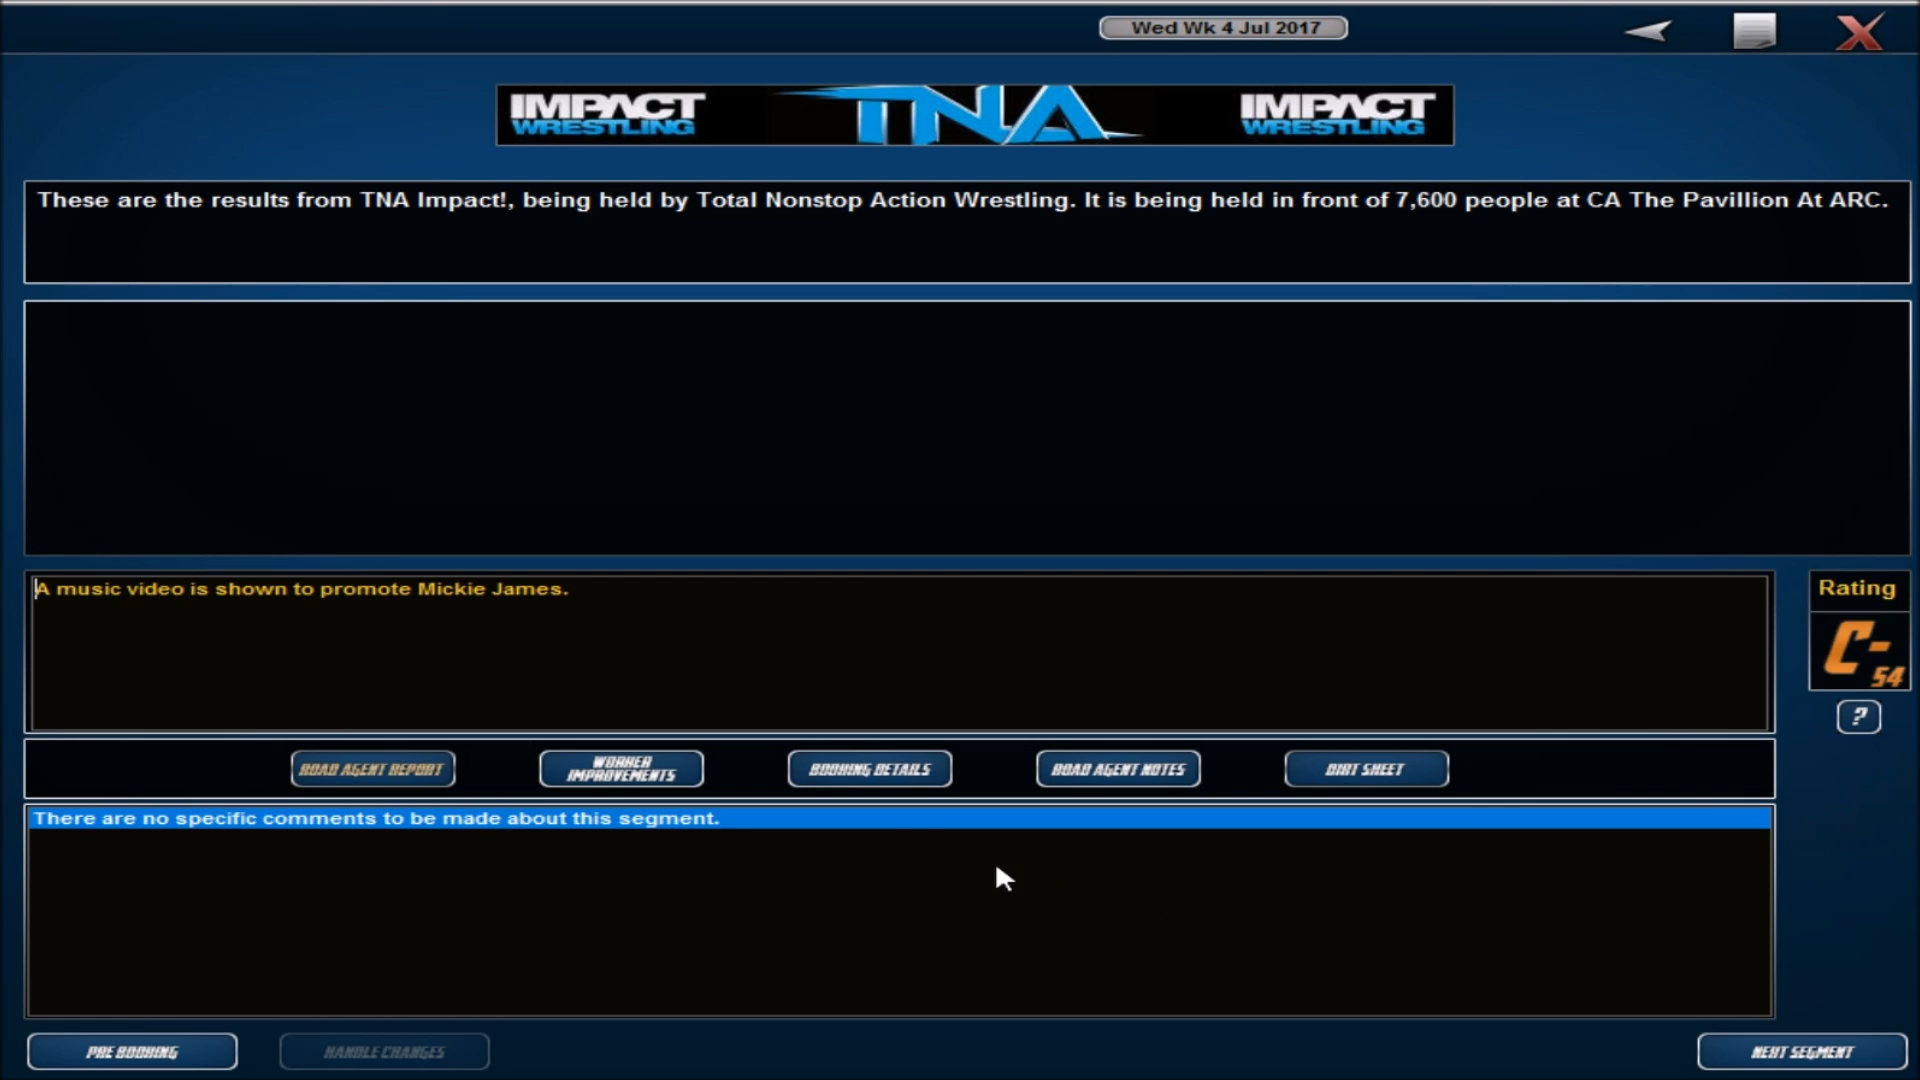 Wed Wk 4 Jul 2017
IMPACT WRESTLING TNA IMPACT WRESTLING
These are the results from TNA Impact!, being held by Total Nonstop Action Wrestling. It is being held in front of 7,600 people at CA The Pavillion At ARC.
A music video is shown to promote Mickie James.
Rating
C-
54
?
ROAD AGENT REPORT
WORKER IMPROVEMENTS
BOOKING DETAILS
ROAD AGENT NOTES
DIRT SHEET
There are no specific comments to be made about this segment.
PRE BOOKING
HANDLE CHANGES
NEXT SEGMENT